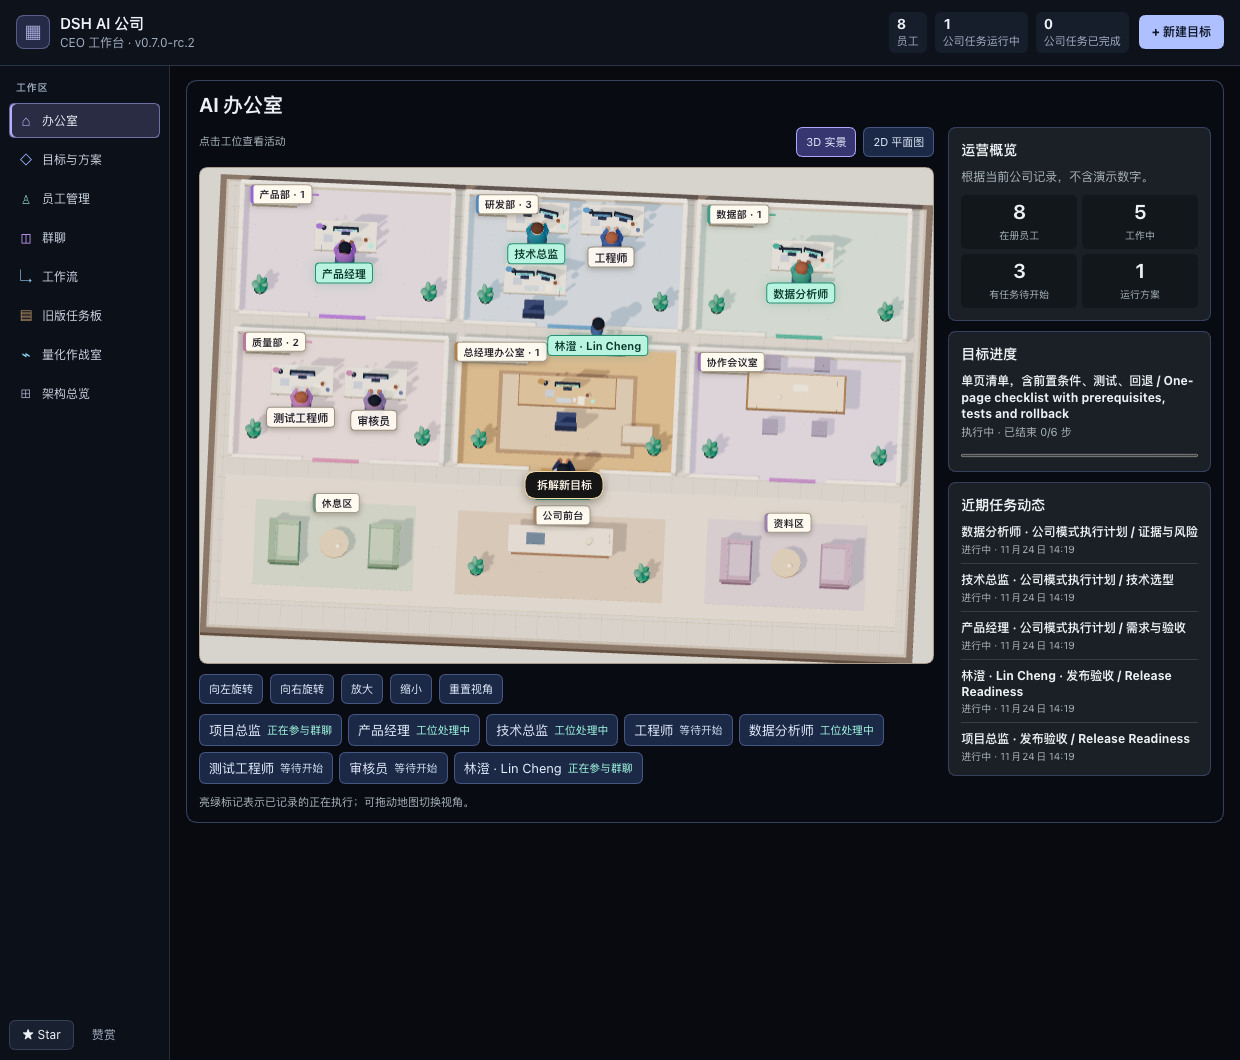 DSH AI 公司
CEO 工作台 · v0.7.0-rc.2
8
员工
1
公司任务运行中
0
公司任务已完成
+ 新建目标
工作区
办公室
目标与方案
员工管理
群聊
工作流
旧版任务板
量化作战室
架构总览
Star
赞赏
AI 办公室
点击工位查看活动
3D 实景
2D 平面图
产品部 · 1
研发部 · 3
数据部 · 1
技术总监
工程师
产品经理
数据分析师
质量部 · 2
总经理办公室 · 1
林澄 · Lin Cheng
协作会议室
测试工程师
审核员
拆解新目标
休息区
公司前台
资料区
向左旋转
向右旋转
放大
缩小
重置视角
项目总监 正在参与群聊
产品经理 工位处理中
技术总监 工位处理中
工程师 等待开始
数据分析师 工位处理中
测试工程师 等待开始
审核员 等待开始
林澄 · Lin Cheng 正在参与群聊
亮绿标记表示已记录的正在执行；可拖动地图切换视角。
运营概览
根据当前公司记录，不含演示数字。
8
在册员工
5
工作中
3
有任务待开始
1
运行方案
目标进度
单页清单，含前置条件、测试、回退 / One-
page checklist with prerequisites,
tests and rollback
执行中 · 已结束 0/6 步
近期任务动态
数据分析师 · 公司模式执行计划 / 证据与风险
进行中 · 11月24日 14:19
技术总监 · 公司模式执行计划 / 技术选型
进行中 · 11月24日 14:19
产品经理 · 公司模式执行计划 / 需求与验收
进行中 · 11月24日 14:19
林澄 · Lin Cheng · 发布验收 / Release
Readiness
进行中 · 11月24日 14:19
项目总监 · 发布验收 / Release Readiness
进行中 · 11月24日 14:19